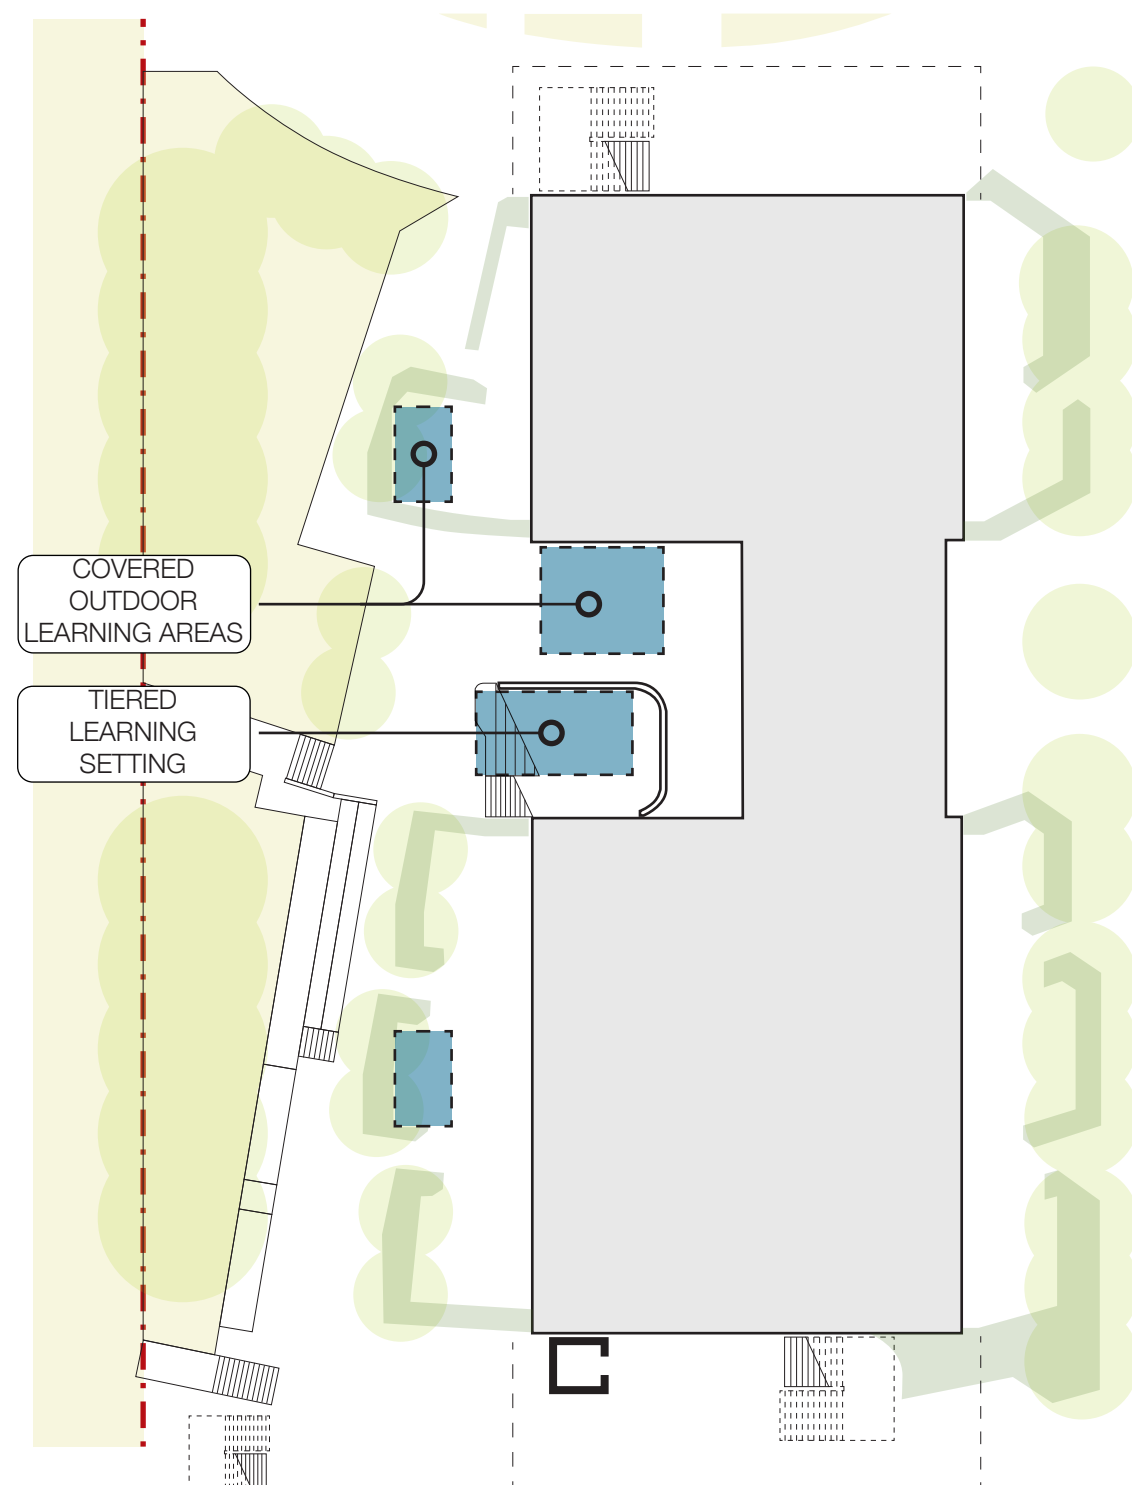 COVERED
OUTDOOR
LEARNING AREAS
TIERED
LEARNING
SETTING